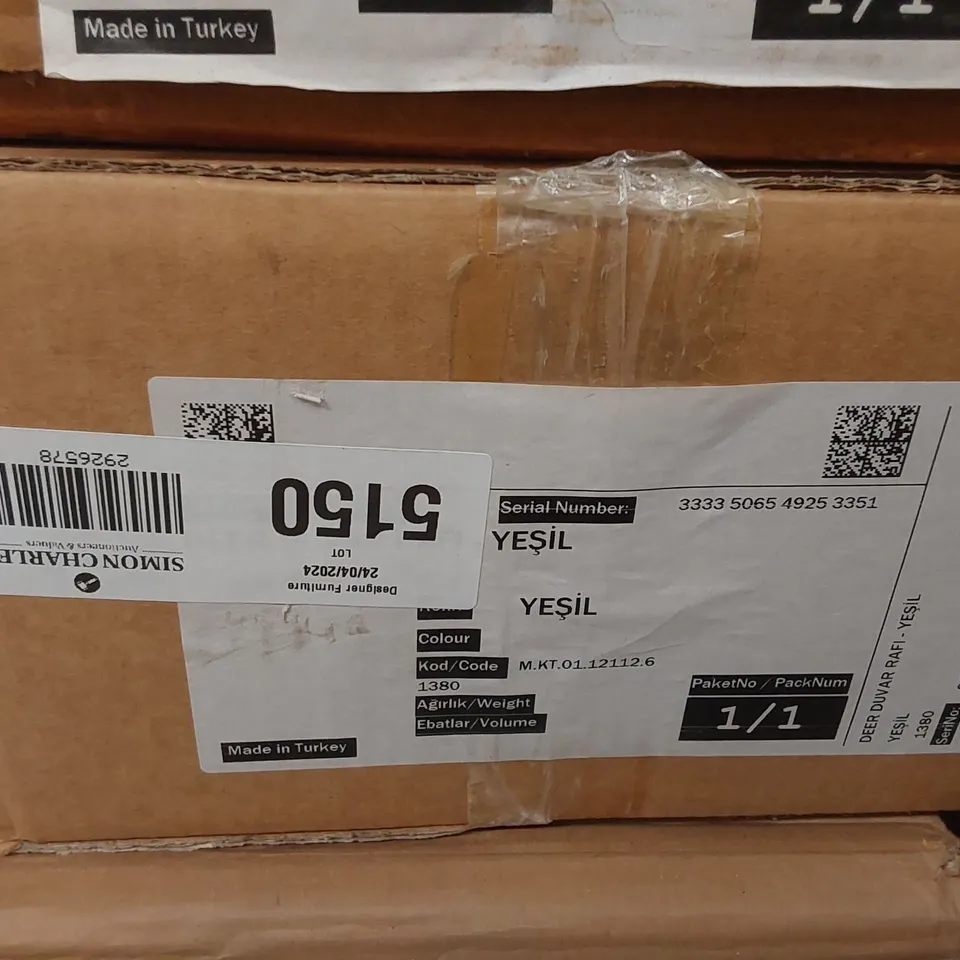 Made in Turkey
1/1
Serial Number:
3333 5065 4925 3351
YEŞİL
YEŞİL
Colour
Kod/Code
M.KT.01.12112.6
1380
Ağırlık/Weight
Ebatlar/Volume
PaketNo / PackNum
1/1
Made in Turkey
DEER DUVAR RAFI - YEŞİL
YEŞİL
1380
SeriNo:
Designer Furniture
24/04/2024
LOT
5150
SIMON CHARLE
Auctioneers & Valuers
2926578